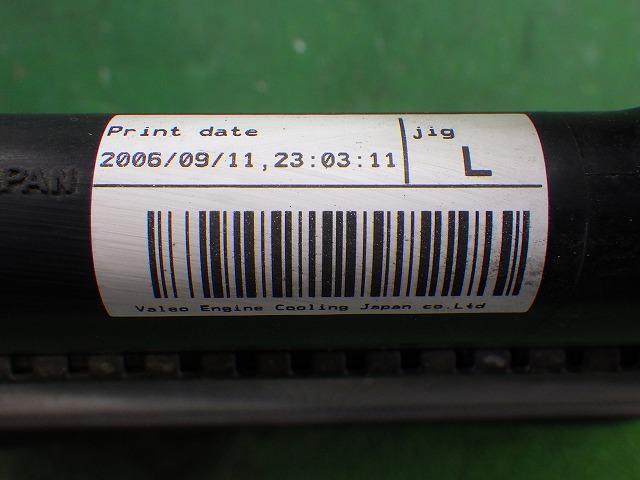 Print date
jig
2006/09/11,23:03:11
L
Valeo Engine Cooling Japan co.Ltd